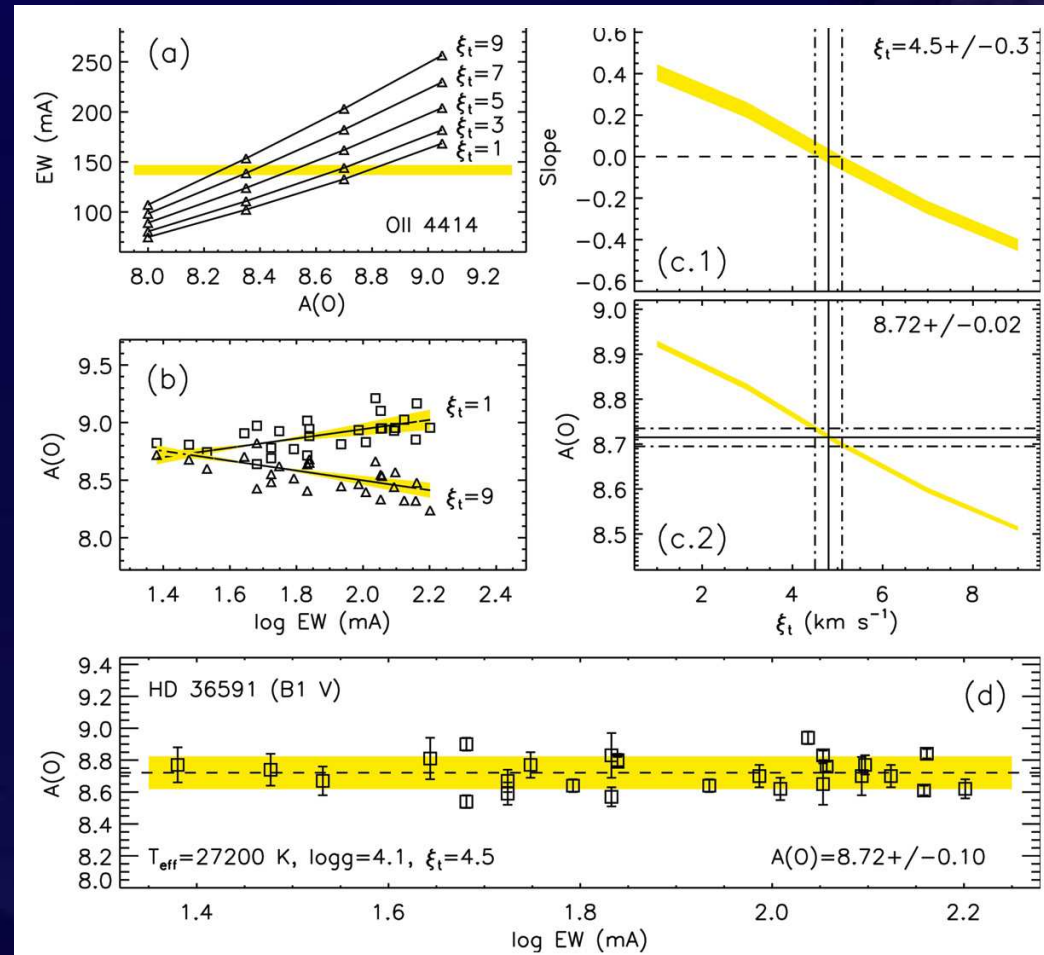 (a)
ξt=9
ξt=7
ξt=5
ξt=3
ξt=1
OII 4414
EW (mA)
250
200
150
100
8.0 8.2 8.4 8.6 8.8 9.0 9.2
A(O)
(b)
ξt=1
ξt=9
A(O)
9.5
9.0
8.5
8.0
1.4 1.6 1.8 2.0 2.2 2.4
log EW (mA)
ξt=4.5+/-0.3
Slope
0.6
0.4
0.2
0.0
-0.2
-0.4
-0.6
(c.1)
8.72+/-0.02
A(O)
9.0
8.9
8.8
8.7
8.6
8.5
(c.2)
2 4 6 8
ξt (km s⁻¹)
HD 36591 (B1 V)
(d)
A(O)
9.4
9.2
9.0
8.8
8.6
8.4
8.2
8.0
Teff=27200 K, logg=4.1, ξt=4.5
A(O)=8.72+/-0.10
1.4 1.6 1.8 2.0 2.2
log EW (mA)